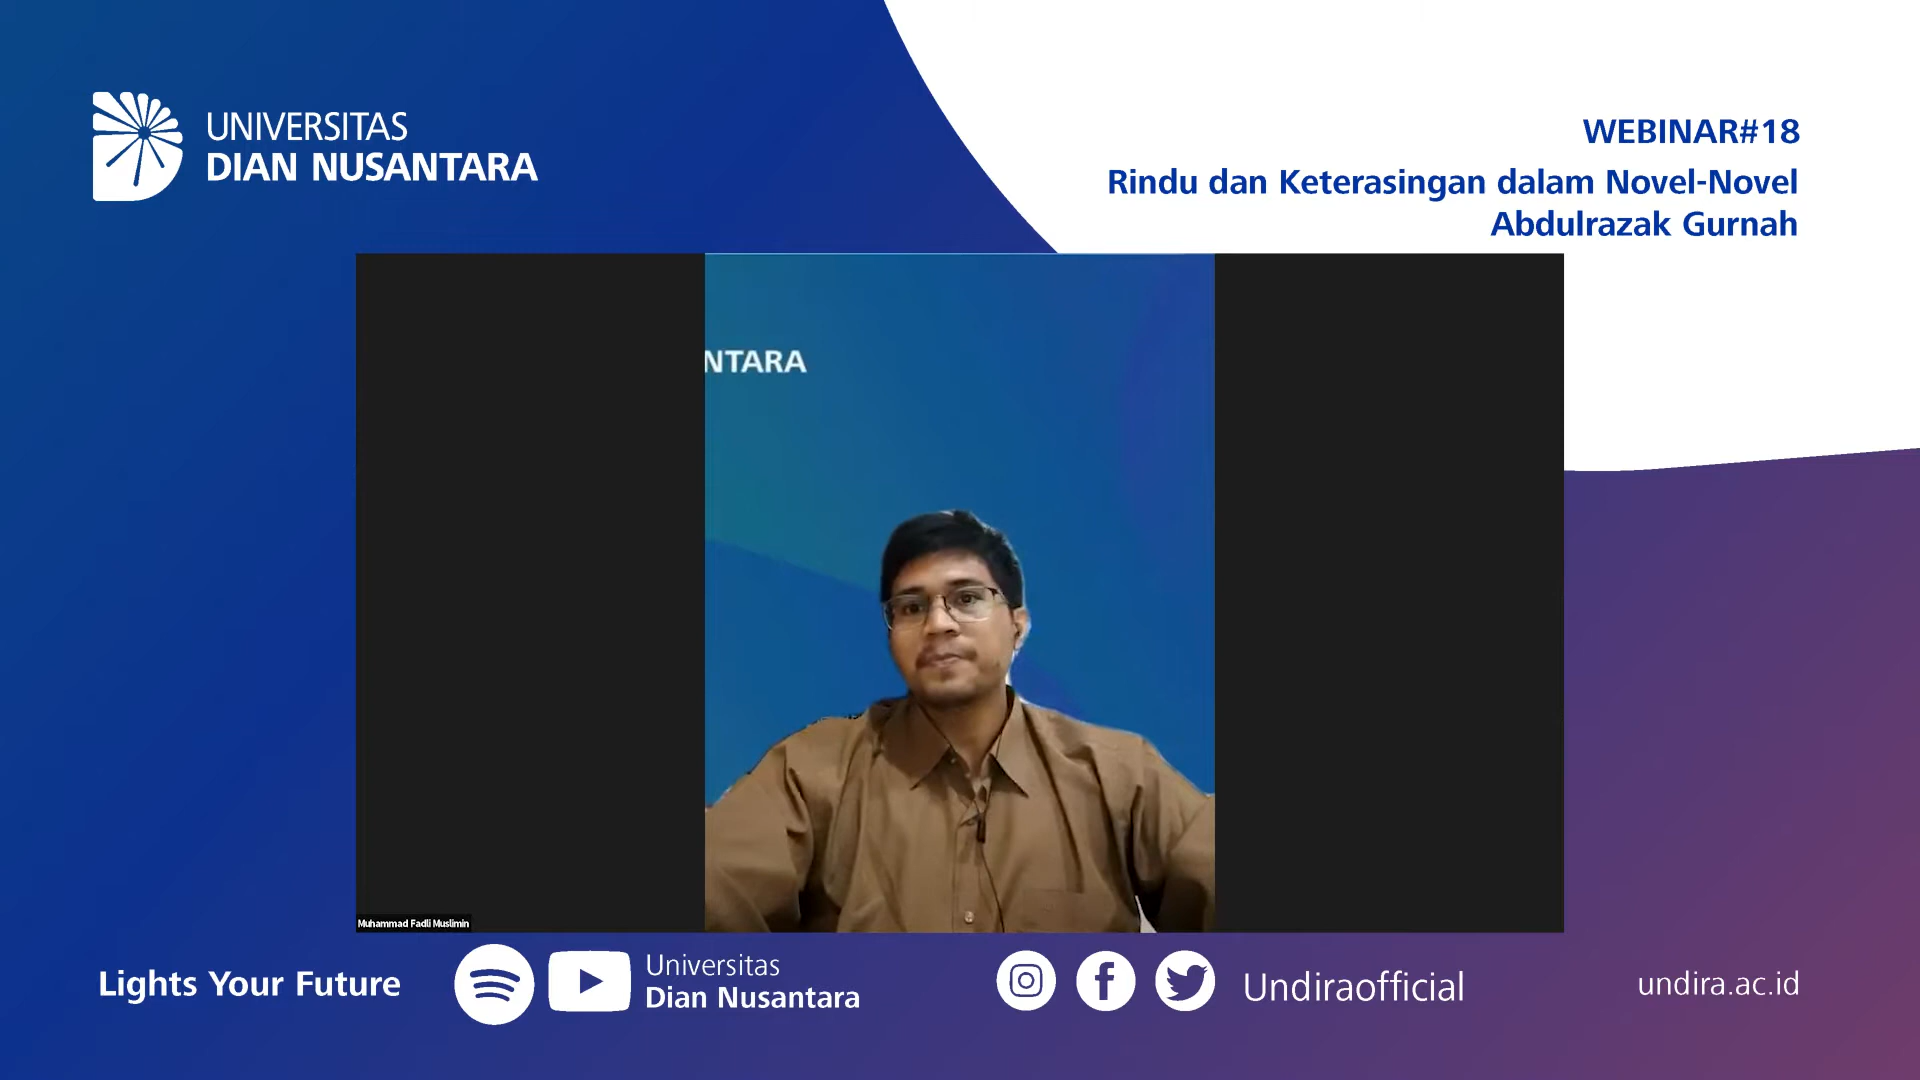 UNIVERSITAS
DIAN NUSANTARA
WEBINAR#18
Rindu dan Keterasingan dalam Novel-Novel
Abdulrazak Gurnah
NTARA
Muhammad Fadli Muslimin
Lights Your Future
Universitas
Dian Nusantara
Undiraofficial
undira.ac.id